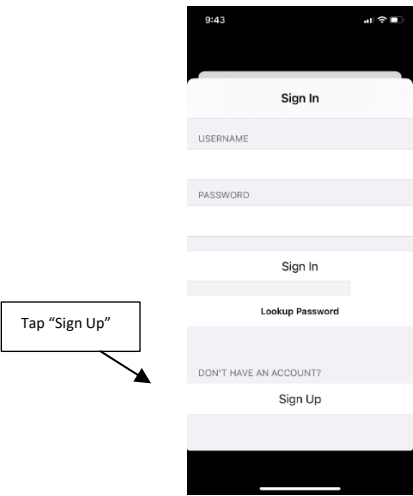 9:43
Sign In
USERNAME
PASSWORD
Sign In
Lookup Password
Tap “Sign Up”
DON'T HAVE AN ACCOUNT?
Sign Up